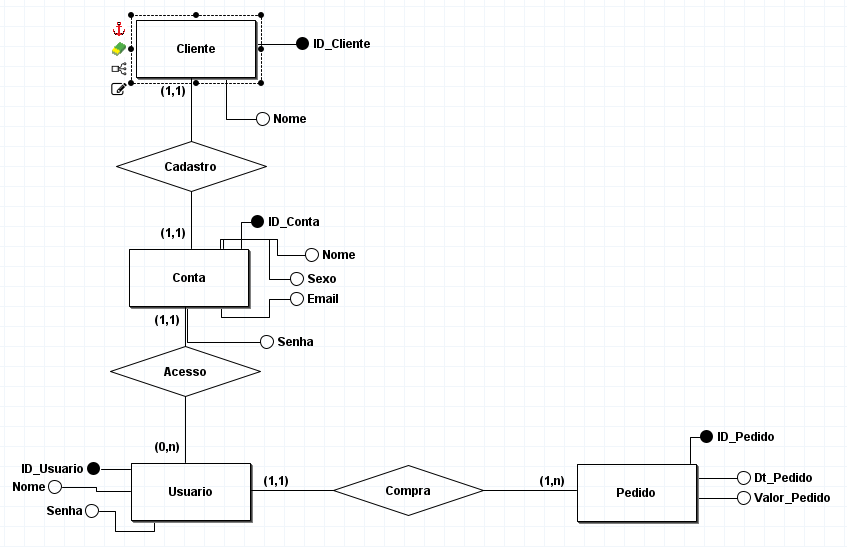 Cliente
ID_Cliente
(1,1)
Nome
Cadastro
(1,1)
ID_Conta
Conta
Nome
Sexo
Email
(1,1)
Senha
Acesso
(0,n)
ID_Usuario
Nome
Senha
Usuario
(1,1)
Compra
(1,n)
ID_Pedido
Pedido
Dt_Pedido
Valor_Pedido